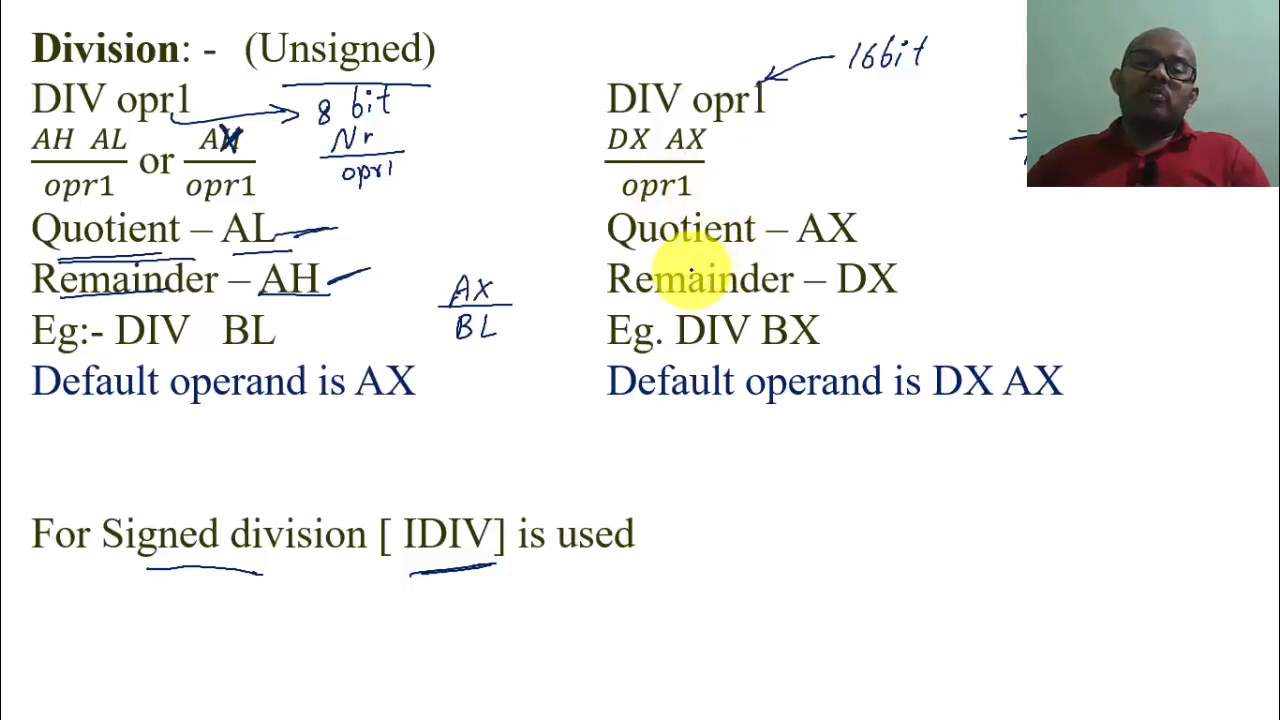 Division: - (Unsigned)
DIV opr1
8 bit
AH AL
opr1
or
AX
opr1
Nr
opr1
Quotient – AL
Remainder – AH
AX
BL
Eg:- DIV BL
Default operand is AX
16bit
DIV opr1
DX AX
opr1
Quotient – AX
Remainder – DX
Eg. DIV BX
Default operand is DX AX
For Signed division [ IDIV] is used